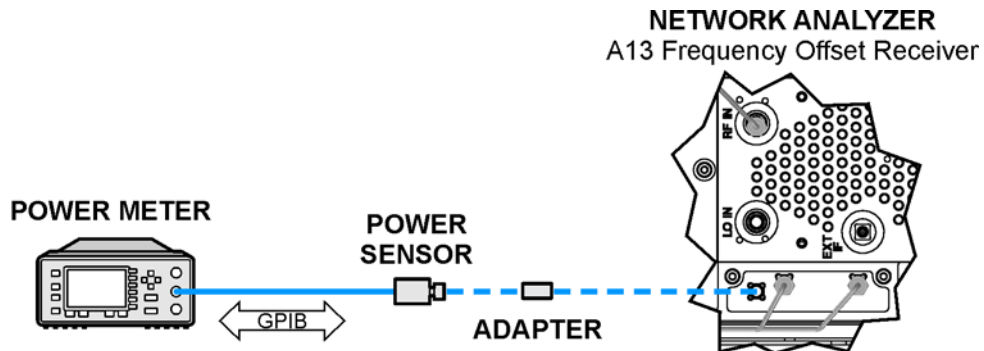 NETWORK ANALYZER
A13 Frequency Offset Receiver
RF IN
LO IN
EXT
IF
POWER METER
POWER
SENSOR
GPIB
ADAPTER